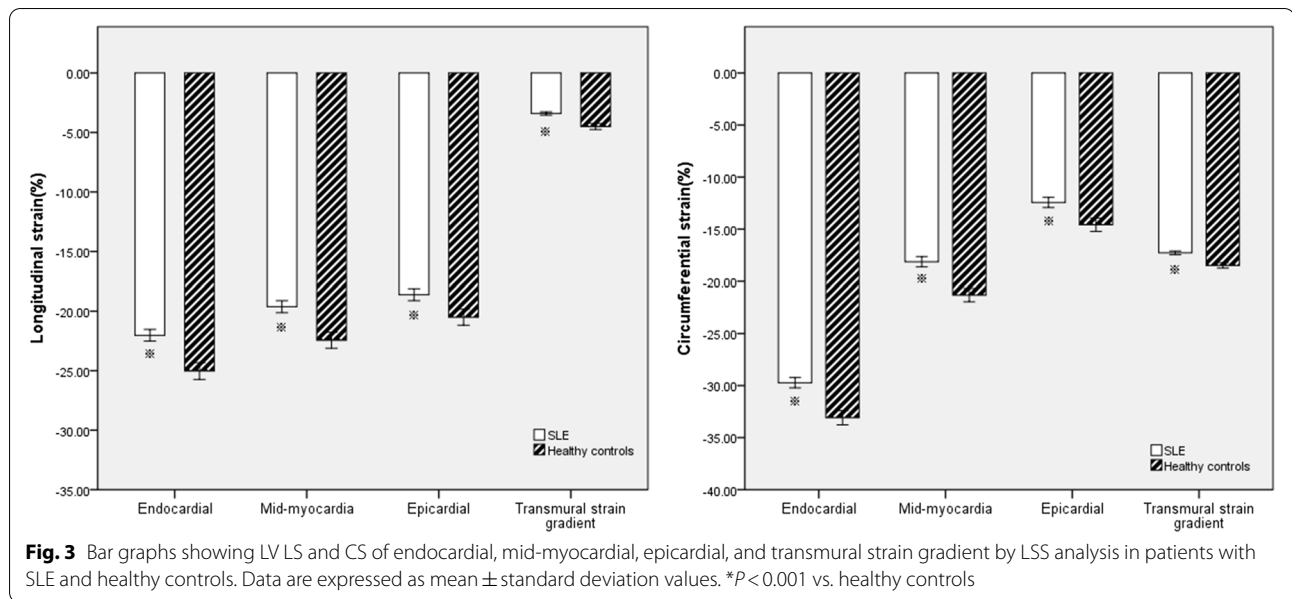 0.00
-5.00
-10.00
-15.00
-20.00
-25.00
-30.00
-35.00
Longitudinal strain(%)
※
※
※
※
SLE
Healthy controls
Endocardial
Mid-myocardia
Epicardial
Transmural strain
gradient
0.00
-5.00
-10.00
-15.00
-20.00
-25.00
-30.00
-35.00
-40.00
Circumferential strain(%)
※
※
※
※
SLE
Healthy controls
Endocardial
Mid-myocardia
Epicardial
Transmural strain
gradient
Fig. 3 Bar graphs showing LV LS and CS of endocardial, mid-myocardial, epicardial, and transmural strain gradient by LSS analysis in patients with
SLE and healthy controls. Data are expressed as mean ± standard deviation values. *P < 0.001 vs. healthy controls